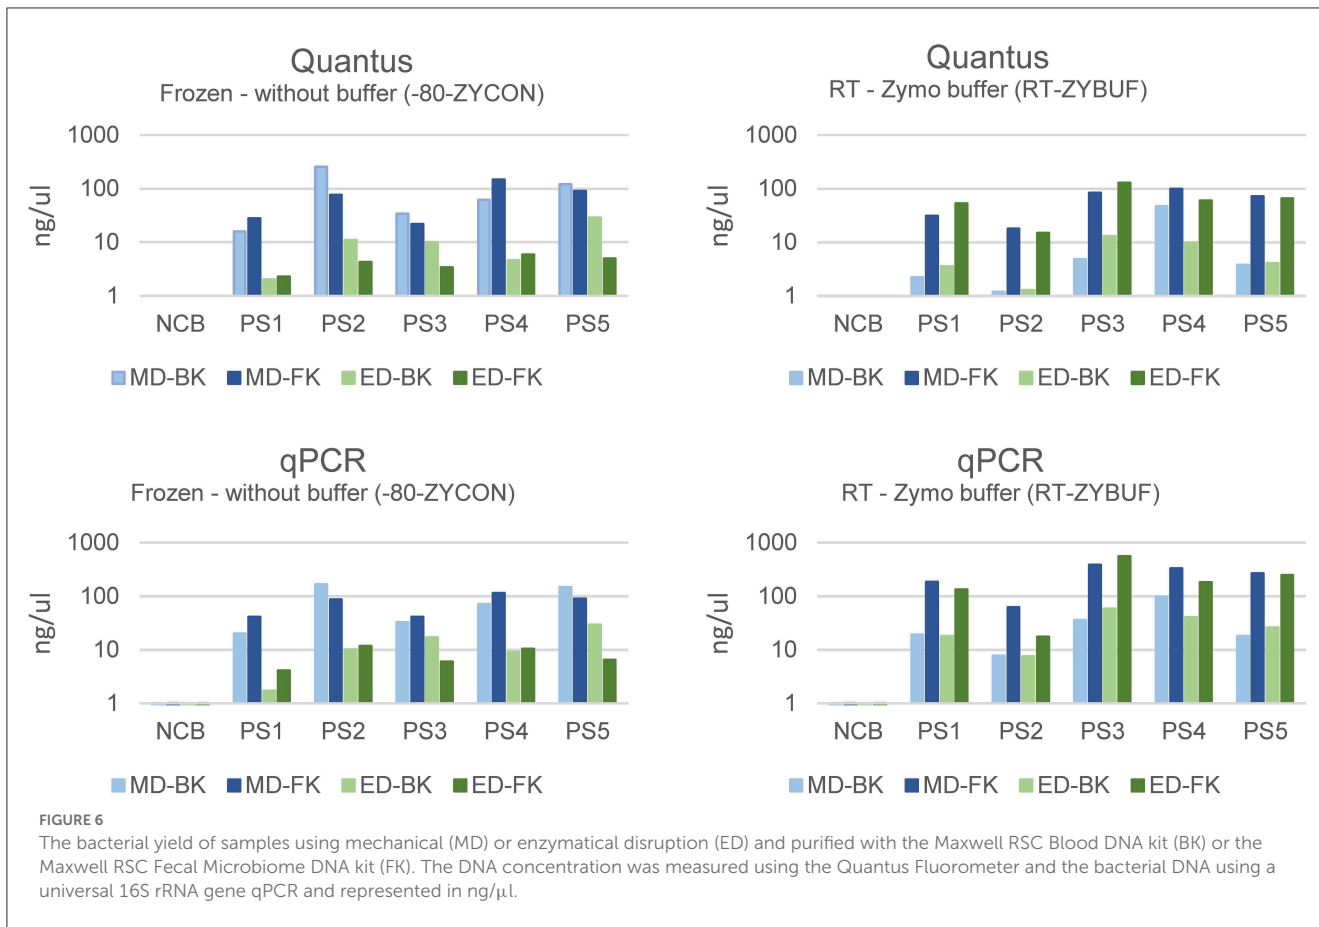 Quantus
Frozen - without buffer (-80-ZYCON)
1000
100
10
1
ng/ul
NCB PS1 PS2 PS3 PS4 PS5
MD-BK MD-FK ED-BK ED-FK
Quantus
RT - Zymo buffer (RT-ZYBUF)
1000
100
10
1
ng/ul
NCB PS1 PS2 PS3 PS4 PS5
MD-BK MD-FK ED-BK ED-FK
qPCR
Frozen - without buffer (-80-ZYCON)
1000
100
10
1
ng/ul
NCB PS1 PS2 PS3 PS4 PS5
MD-BK MD-FK ED-BK ED-FK
qPCR
RT - Zymo buffer (RT-ZYBUF)
1000
100
10
1
ng/ul
NCB PS1 PS2 PS3 PS4 PS5
MD-BK MD-FK ED-BK ED-FK
FIGURE 6
The bacterial yield of samples using mechanical (MD) or enzymatical disruption (ED) and purified with the Maxwell RSC Blood DNA kit (BK) or the
Maxwell RSC Fecal Microbiome DNA kit (FK). The DNA concentration was measured using the Quantus Fluorometer and the bacterial DNA using a
universal 16S rRNA gene qPCR and represented in ng/μl.